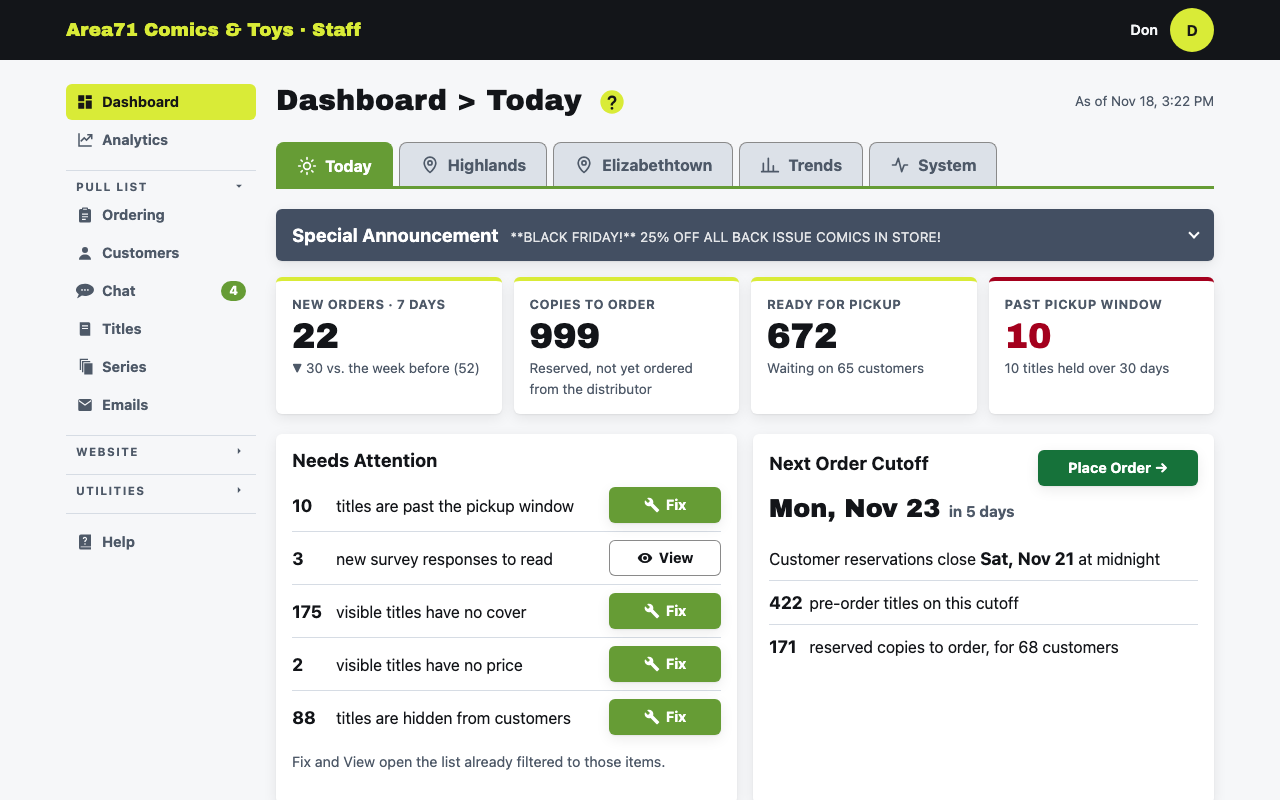 Area71 Comics & Toys · Staff
Don
D
Dashboard
Analytics
PULL LIST
Ordering
Customers
Chat
4
Titles
Series
Emails
WEBSITE
UTILITIES
Help
Dashboard > Today
?
As of Nov 18, 3:22 PM
Today
Highlands
Elizabethtown
Trends
System
Special Announcement **BLACK FRIDAY!** 25% OFF ALL BACK ISSUE COMICS IN STORE!
NEW ORDERS · 7 DAYS
22
▼ 30 vs. the week before (52)
COPIES TO ORDER
999
Reserved, not yet ordered
from the distributor
READY FOR PICKUP
672
Waiting on 65 customers
PAST PICKUP WINDOW
10
10 titles held over 30 days
Needs Attention
10 titles are past the pickup window Fix
3 new survey responses to read View
175 visible titles have no cover Fix
2 visible titles have no price Fix
88 titles are hidden from customers Fix
Fix and View open the list already filtered to those items.
Next Order Cutoff
Place Order →
Mon, Nov 23 in 5 days
Customer reservations close Sat, Nov 21 at midnight
422 pre-order titles on this cutoff
171 reserved copies to order, for 68 customers